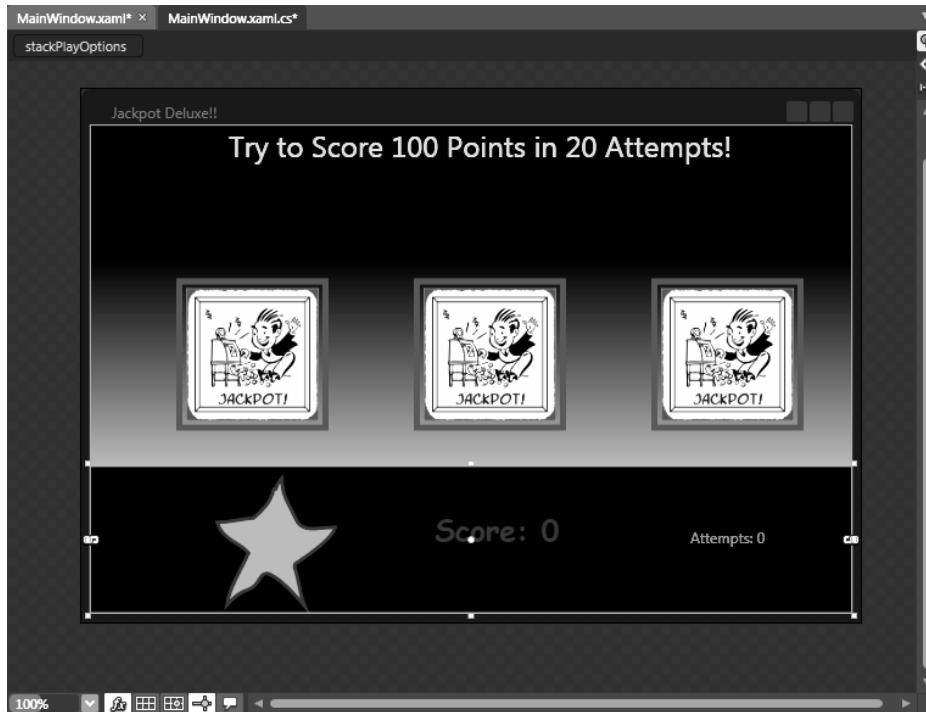 MainWindow.xaml* × MainWindow.xaml.cs*
stackPlayOptions
Jackpot Deluxe!!
Try to Score 100 Points in 20 Attempts!
JACKPOT! JACKPOT! JACKPOT!
Score: 0
Attempts: 0
100% fx